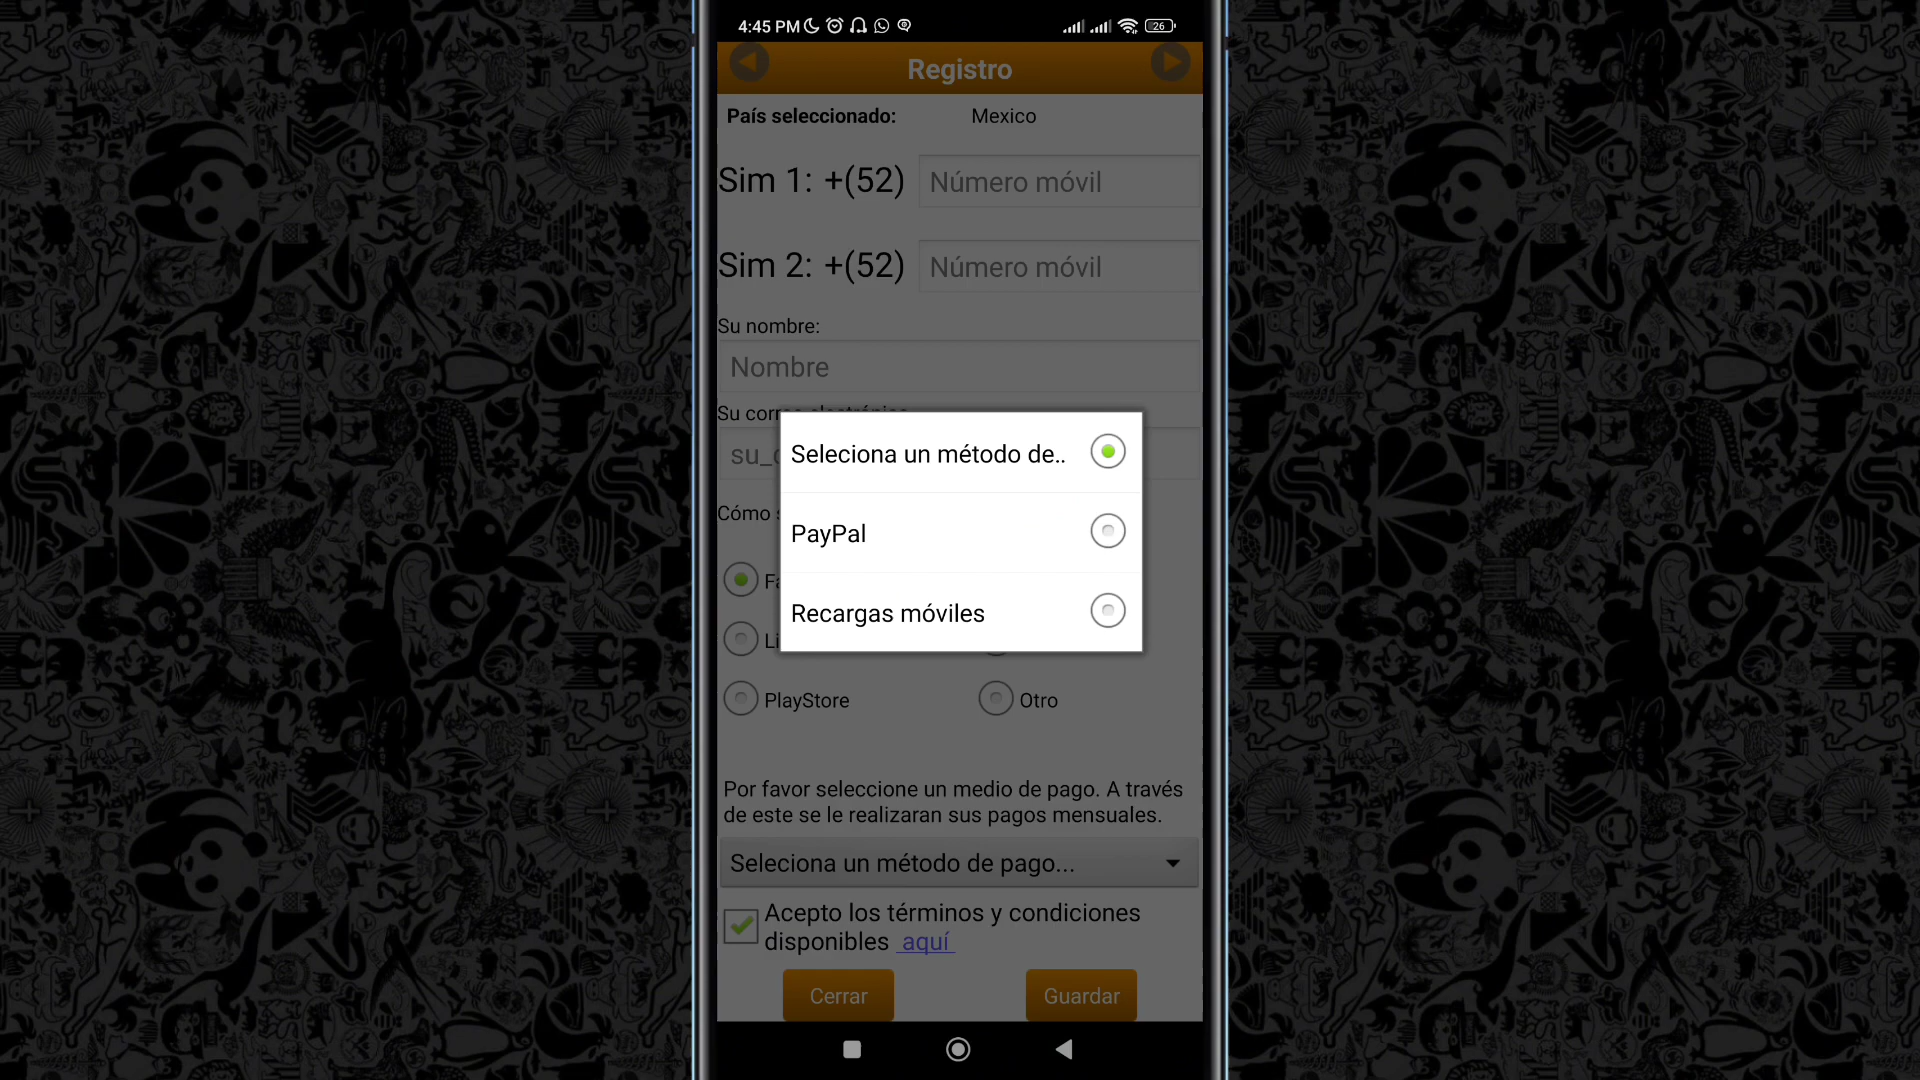 4:45 PM
26
Registro
País seleccionado: Mexico
Sim 1: +(52) Número móvil
Sim 2: +(52) Número móvil
Su nombre:
Nombre
Su
su_
Cómo
Seleciona un método de..
PayPal
Recargas móviles
PlayStore
Otro
Por favor seleccione un medio de pago. A través
de este se le realizaran sus pagos mensuales.
Seleciona un método de pago...
Acepto los términos y condiciones
disponibles aquí
Cerrar
Guardar